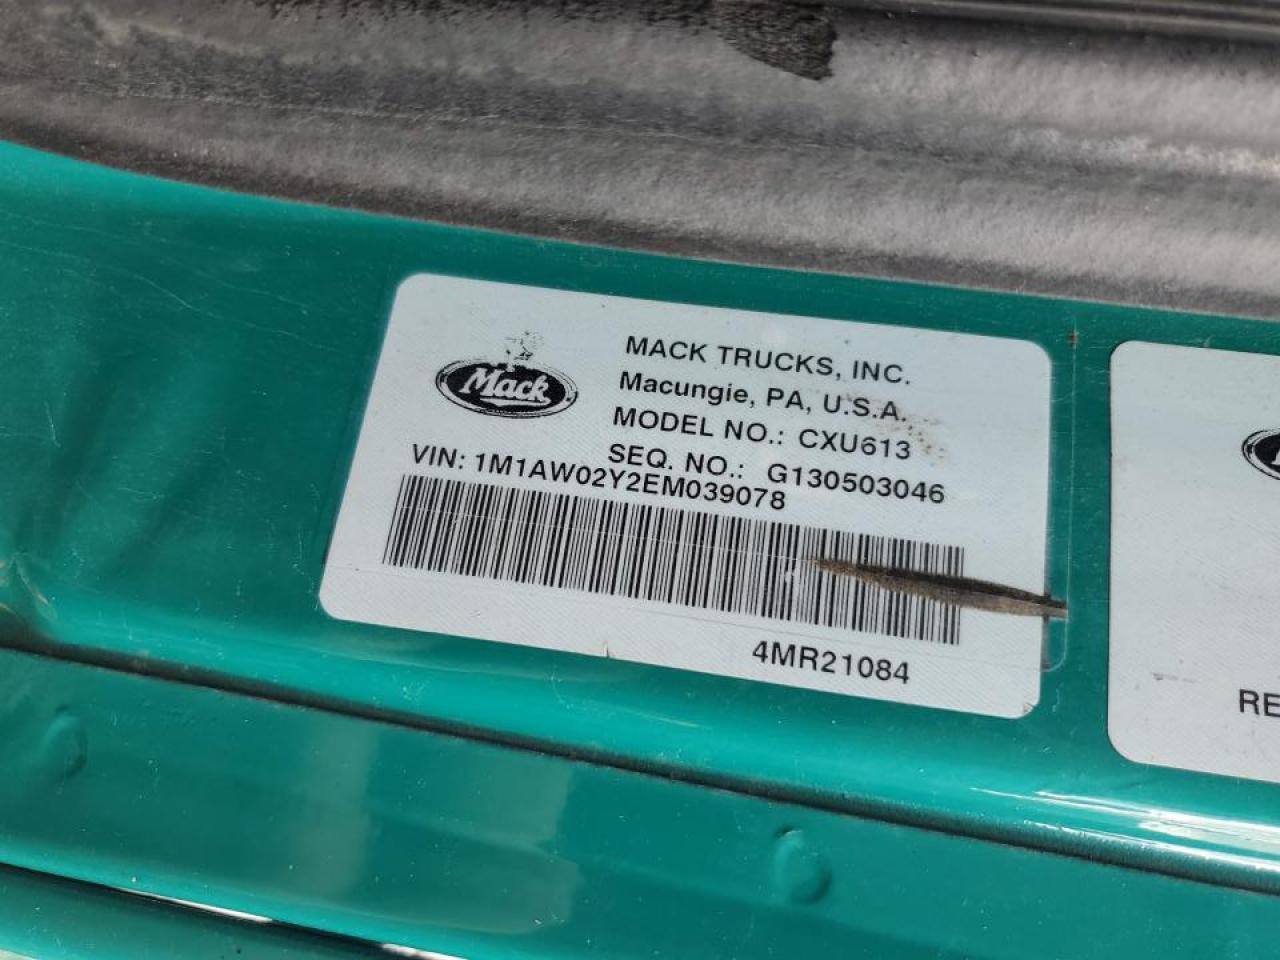 Mack
MACK TRUCKS, INC.
Macungie, PA, U.S.A.
MODEL NO.: CXU613
SEQ. NO.: G130503046
VIN: 1M1AW02Y2EM039078
4MR21084
RE